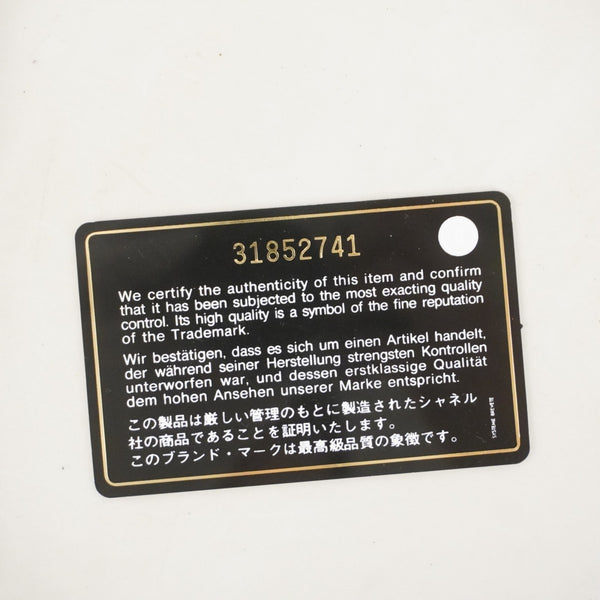 31852741
We certify the authenticity of this item and confirm
that it has been subjected to the most exacting quality
control. Its high quality is a symbol of the fine reputation
of the Trademark.
Wir bestätigen, dass es sich um einen Artikel handelt,
der während seiner Herstellung strengsten Kontrollen
unterworfen war, und dessen erstklassige Qualität
dem hohen Ansehen unserer Marke entspricht.
この製品は厳しい管理のもとに製造されたシャネル
社の商品であることを証明いたします。
このブランド・マークは最高級品質の象徴です。